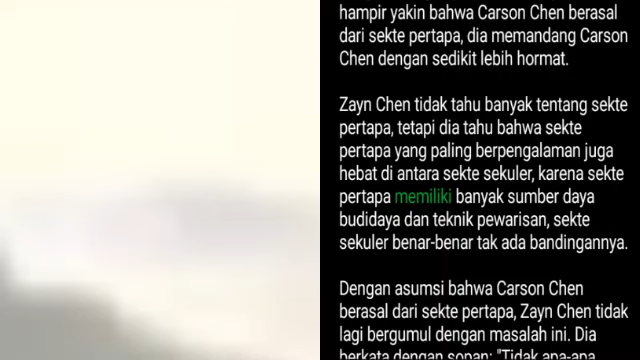 hampir yakin bahwa Carson Chen berasal
dari sekte pertapa, dia memandang Carson
Chen dengan sedikit lebih hormat.
Zayn Chen tidak tahu banyak tentang sekte
pertapa, tetapi dia tahu bahwa sekte
pertapa yang paling berpengalaman juga
hebat di antara sekte sekuler, karena sekte
pertapa memiliki banyak sumber daya
budidaya dan teknik pewarisan, sekte
sekuler benar-benar tak ada bandingannya.
Dengan asumsi bahwa Carson Chen
berasal dari sekte pertapa, Zayn Chen tidak
lagi bergumul dengan masalah ini. Dia
berkata dengan sopan: "Tidak apa-apa